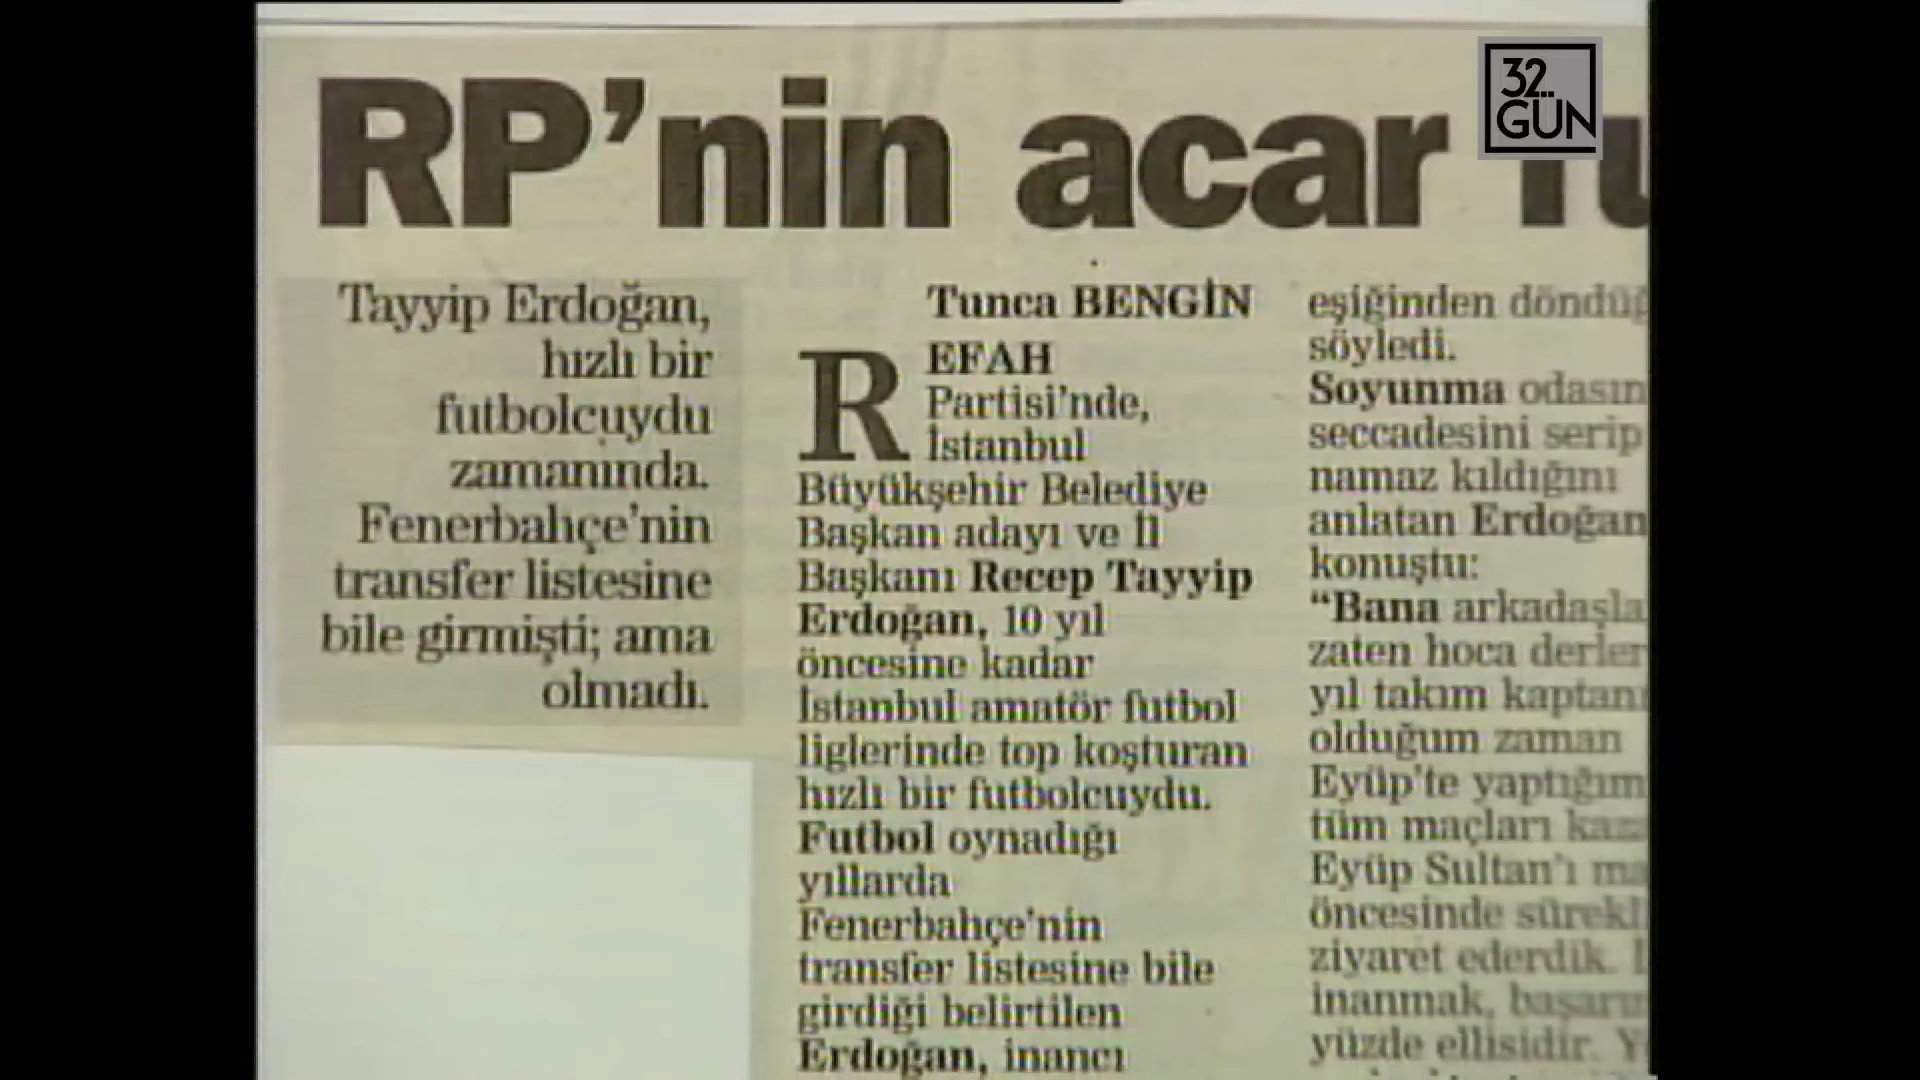 32.
GÜN
RP'nin acar
Tayyip Erdoğan,
hızlı bir
futbolcuydu
zamanında.
Fenerbahçe'nin
transfer listesine
bile girmişti; ama
olmadı.
Tunca BENGİN
REFAH
Partisi'nde,
İstanbul
Büyükşehir Belediye
Başkan adayı ve İl
Başkanı Recep Tayyip
Erdoğan, 10 yıl
öncesine kadar
İstanbul amatör futbol
liglerinde top koşturan
hızlı bir futbolcuydu.
Futbol oynadığı
yıllarda
Fenerbahçe'nin
transfer listesine bile
girdiği belirtilen
Erdoğan, inancı
eşiğinden
söyledi.
Soyunma
seccadesini serip
namaz kıldığını
anlatan Erdoğan
konuştu:
"Bana
zaten hoca
yıl takım
olduğum zaman
Eyüp'te
tüm maçları
Eyüp Sultan'ı
öncesinde
ziyaret ederdik.
inanmak,
yüzde ellisidir.